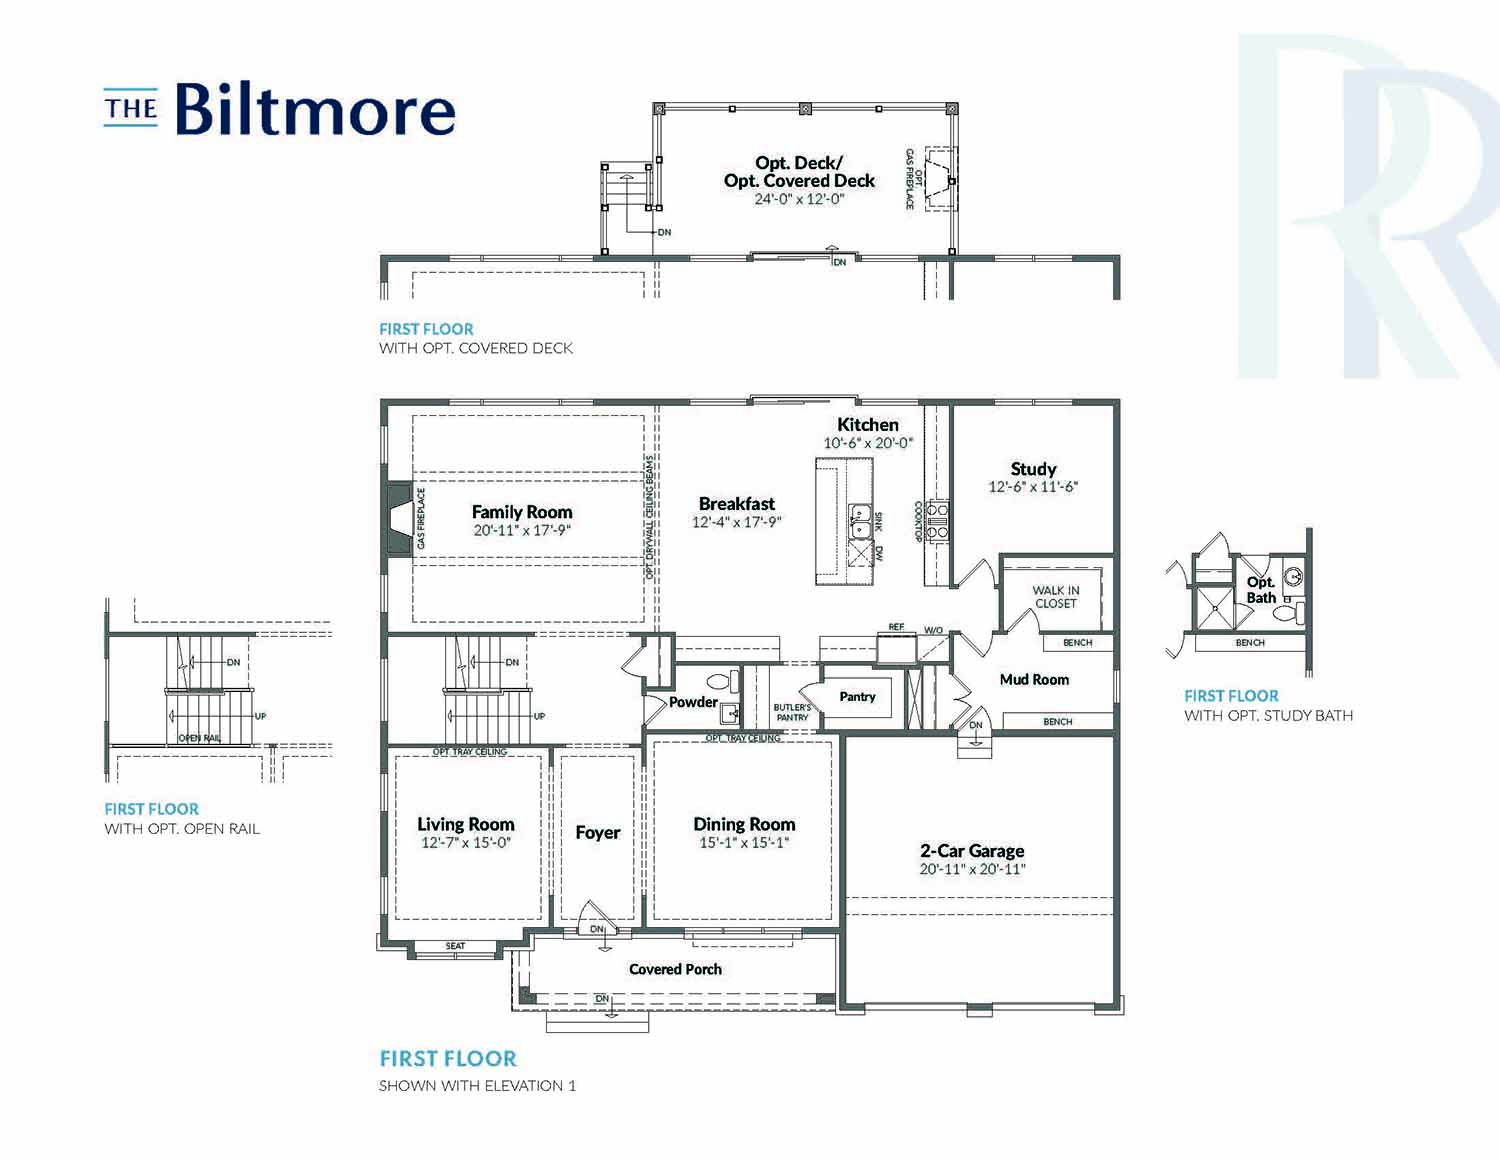 THE Biltmore
RR
Opt. Deck/
Opt. Covered Deck
24'-0" x 12'-0"
OPT.
GAS FIREPLACE
DN
DN
FIRST FLOOR
WITH OPT. COVERED DECK
Kitchen
10'-6" x 20'-0"
Study
12'-6" x 11'-6"
Family Room
20'-11" x 17'-9"
GAS FIREPLACE
OPT. DRYWALL CEILING BEAMS
Breakfast
12'-4" x 17'-9"
SINK
DW
COOKTOP
WALK IN
CLOSET
REF.
W/O
BENCH
Mud Room
BENCH
DN
DN
UP
Powder
BUTLER'S
PANTRY
Pantry
OPT. TRAY CEILING
OPT. TRAY CEILING
Living Room
12'-7" x 15'-0"
Foyer
Dining Room
15'-1" x 15'-1"
2-Car Garage
20'-11" x 20'-11"
SEAT
DN
Covered Porch
DN
FIRST FLOOR
SHOWN WITH ELEVATION 1
DN
UP
OPEN RAIL
FIRST FLOOR
WITH OPT. OPEN RAIL
Opt.
Bath
BENCH
FIRST FLOOR
WITH OPT. STUDY BATH